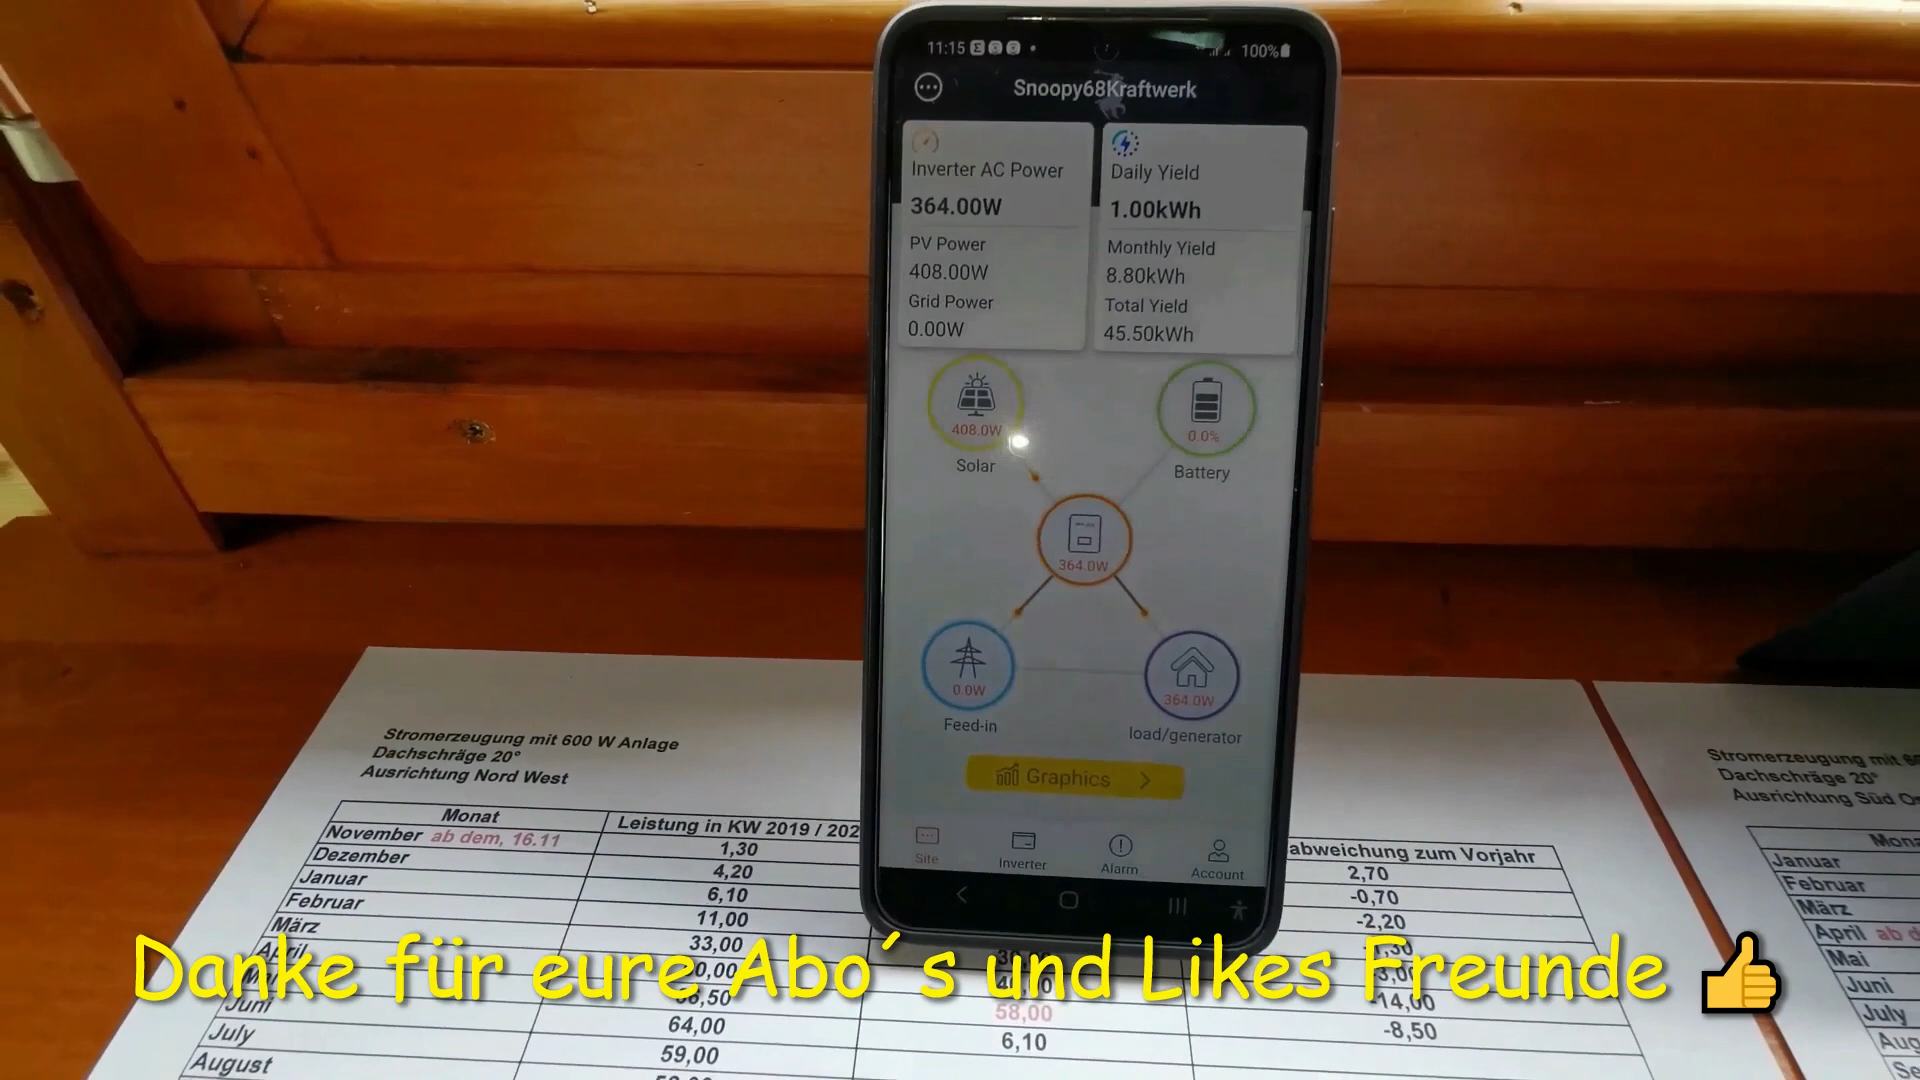 11:15
100%
Snoopy68Kraftwerk
Inverter AC Power
364.00W
PV Power
408.00W
Grid Power
0.00W
Daily Yield
1.00kWh
Monthly Yield
8.80kWh
Total Yield
45.50kWh
408.0W
Solar
0.0%
Battery
364.0W
0.0W
Feed-in
364.0W
load/generator
Graphics
Site
Inverter
Alarm
Account
Stromerzeugung mit 600 W Anlage
Dachschräge 20°
Ausrichtung Nord West
Monat Leistung in KW 2019 / 202 abweichung zum Vorjahr
November ab dem, 16.11 1,30 2,70
Dezember 4,20 -0,70
Januar 6,10 -2,20
Februar 11,00
März 33,00
April
Juni 58,00 -14,00
July 64,00 6,10 -8,50
August 59,00
Stromerzeugung mit
Dachschräge 20°
Ausrichtung Süd
Januar
Februar
März
April ab
Mai
Juni
July
Danke für eure Abo´s und Likes Freunde